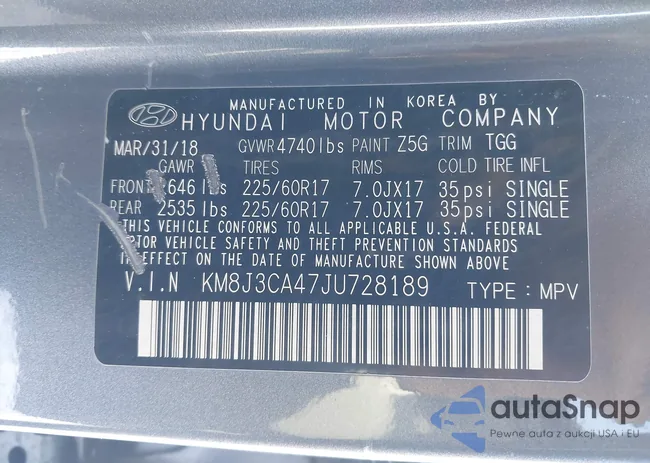 MANUFACTURED IN KOREA BY
HYUNDAI MOTOR COMPANY
MAR/31/18 GVWR 4740lbs PAINT Z5G TRIM TGG
GAWR TIRES RIMS COLD TIRE INFL
FRONT 225/60R17 7.0JX17 35psi SINGLE
REAR 2535 lbs 225/60R17 7.0JX17 35psi SINGLE
THIS VEHICLE CONFORMS TO ALL APPLICABLE U.S.A. FEDERAL
VEHICLE SAFETY AND THEFT PREVENTION STANDARDS
IN EFFECT ON THE DATE OF MANUFACTURE SHOWN ABOVE
V.I.N KM8J3CA47JU728189 TYPE : MPV
autaSnap
Pewne auta z aukcji USA i EU